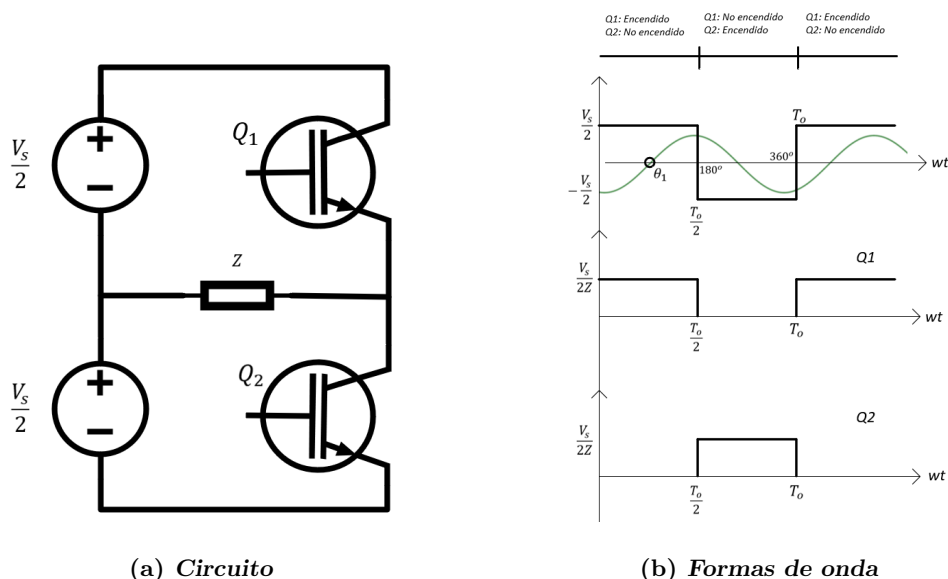 V_s/2
Q_1
Z
V_s/2
Q_2
(a) Circuito
Q1: Encendido
Q2: No encendido
Q1: No encendido
Q2: Encendido
Q1: Encendido
Q2: No encendido
V_s/2
T_o
θ_1
180°
360°
wt
-V_s/2
T_o/2
V_s/2Z
Q1
wt
T_o/2
T_o
V_s/2Z
Q2
wt
T_o/2
T_o
(b) Formas de onda